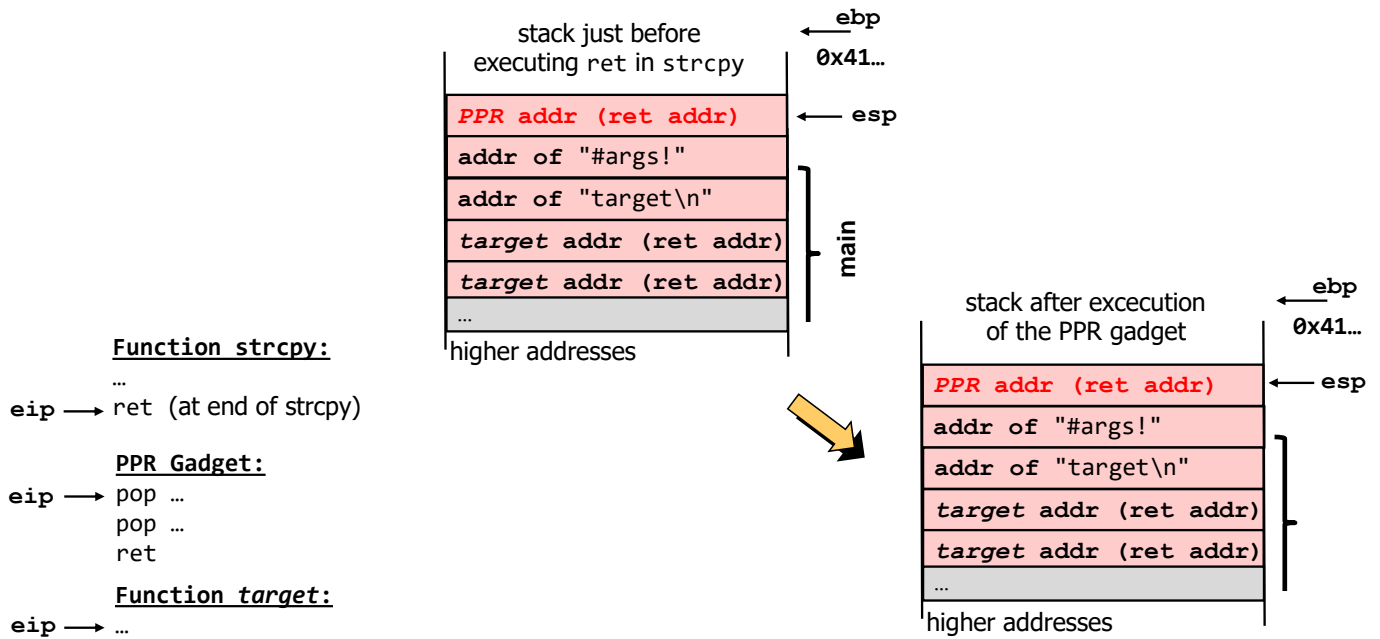 stack just before
executing ret in strcpy
ebp
0x41…
PPR addr (ret addr)
esp
addr of "#args!"
addr of "target\n"
target addr (ret addr)
target addr (ret addr)
…
main
higher addresses
stack after excecution
of the PPR gadget
ebp
0x41…
PPR addr (ret addr)
esp
addr of "#args!"
addr of "target\n"
target addr (ret addr)
target addr (ret addr)
…
higher addresses
Function strcpy:
…
eip
ret (at end of strcpy)
PPR Gadget:
eip
pop …
pop …
ret
Function target:
eip
…